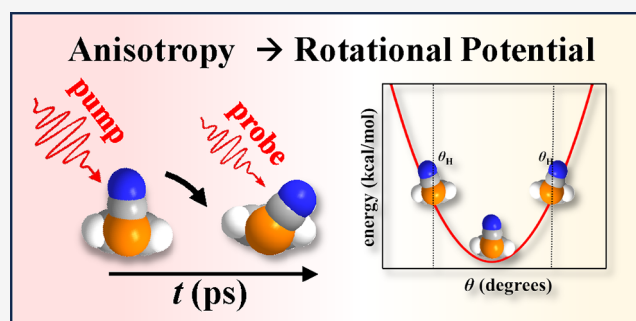 Anisotropy → Rotational Potential
pump
probe
t (ps)
energy (kcal/mol)
θH
θH
θ (degrees)